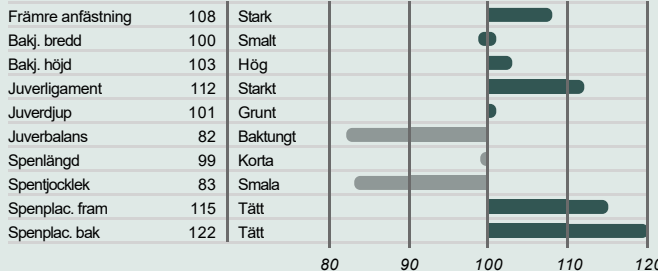 Främre anfästning 108 Stark
Bakj. bredd 100 Smalt
Bakj. höjd 103 Hög
Juverligament 112 Starkt
Juverdjup 101 Grunt
Juverbalans 82 Baktungt
Spenlängd 99 Korta
Spentjocklek 83 Smala
Spenplac. fram 115 Tätt
Spenplac. bak 122 Tätt
80 90 100 110 120